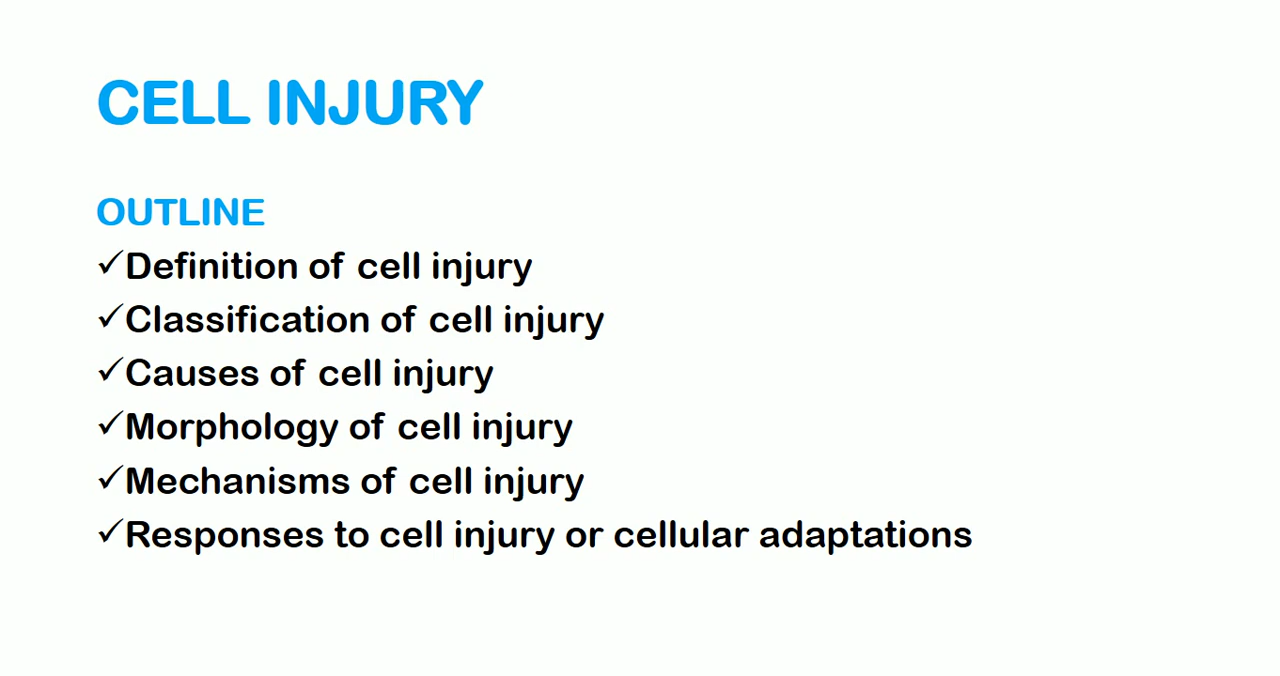 CELL INJURY
OUTLINE
✓Definition of cell injury
✓Classification of cell injury
✓Causes of cell injury
✓Morphology of cell injury
✓Mechanisms of cell injury
✓Responses to cell injury or cellular adaptations